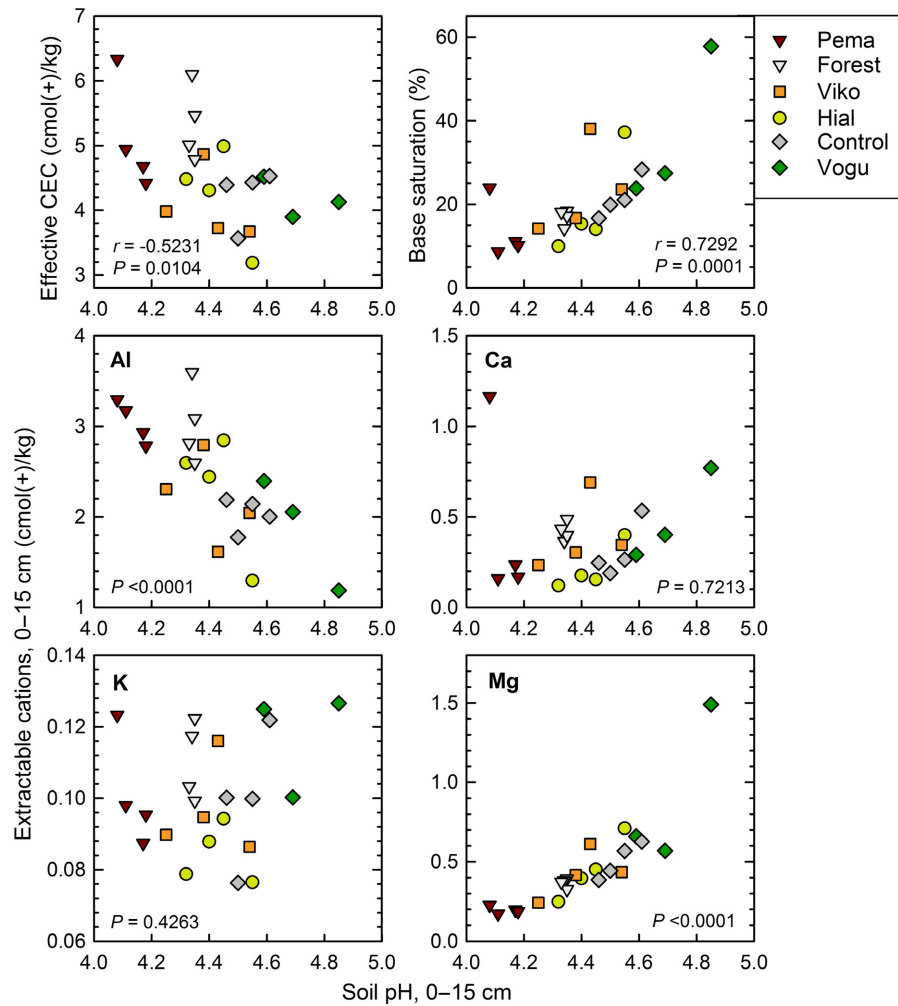 Effective CEC (cmol(+)/kg)
7
6
5
4
3
r = -0.5231
P = 0.0104
4.0 4.2 4.4 4.6 4.8 5.0
Base saturation (%)
60
40
20
0
r = 0.7292
P = 0.0001
4.0 4.2 4.4 4.6 4.8 5.0
Pema
Forest
Viko
Hial
Control
Vogu
Extractable cations, 0–15 cm (cmol(+)/kg)
4
3
2
1
Al
P <0.0001
4.0 4.2 4.4 4.6 4.8 5.0
1.5
1.0
0.5
0.0
Ca
P = 0.7213
4.0 4.2 4.4 4.6 4.8 5.0
0.14
0.12
0.10
0.08
0.06
K
P = 0.4263
4.0 4.2 4.4 4.6 4.8 5.0
1.5
1.0
0.5
0.0
Mg
P <0.0001
4.0 4.2 4.4 4.6 4.8 5.0
Soil pH, 0–15 cm